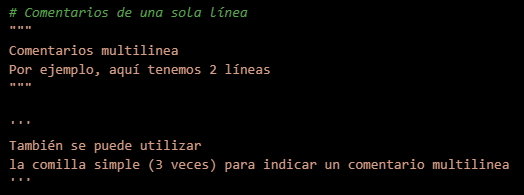 # Comentarios de una sola línea
"""
Comentarios multilinea
Por ejemplo, aquí tenemos 2 líneas
"""
'''
También se puede utilizar
la comilla simple (3 veces) para indicar un comentario multilinea
'''